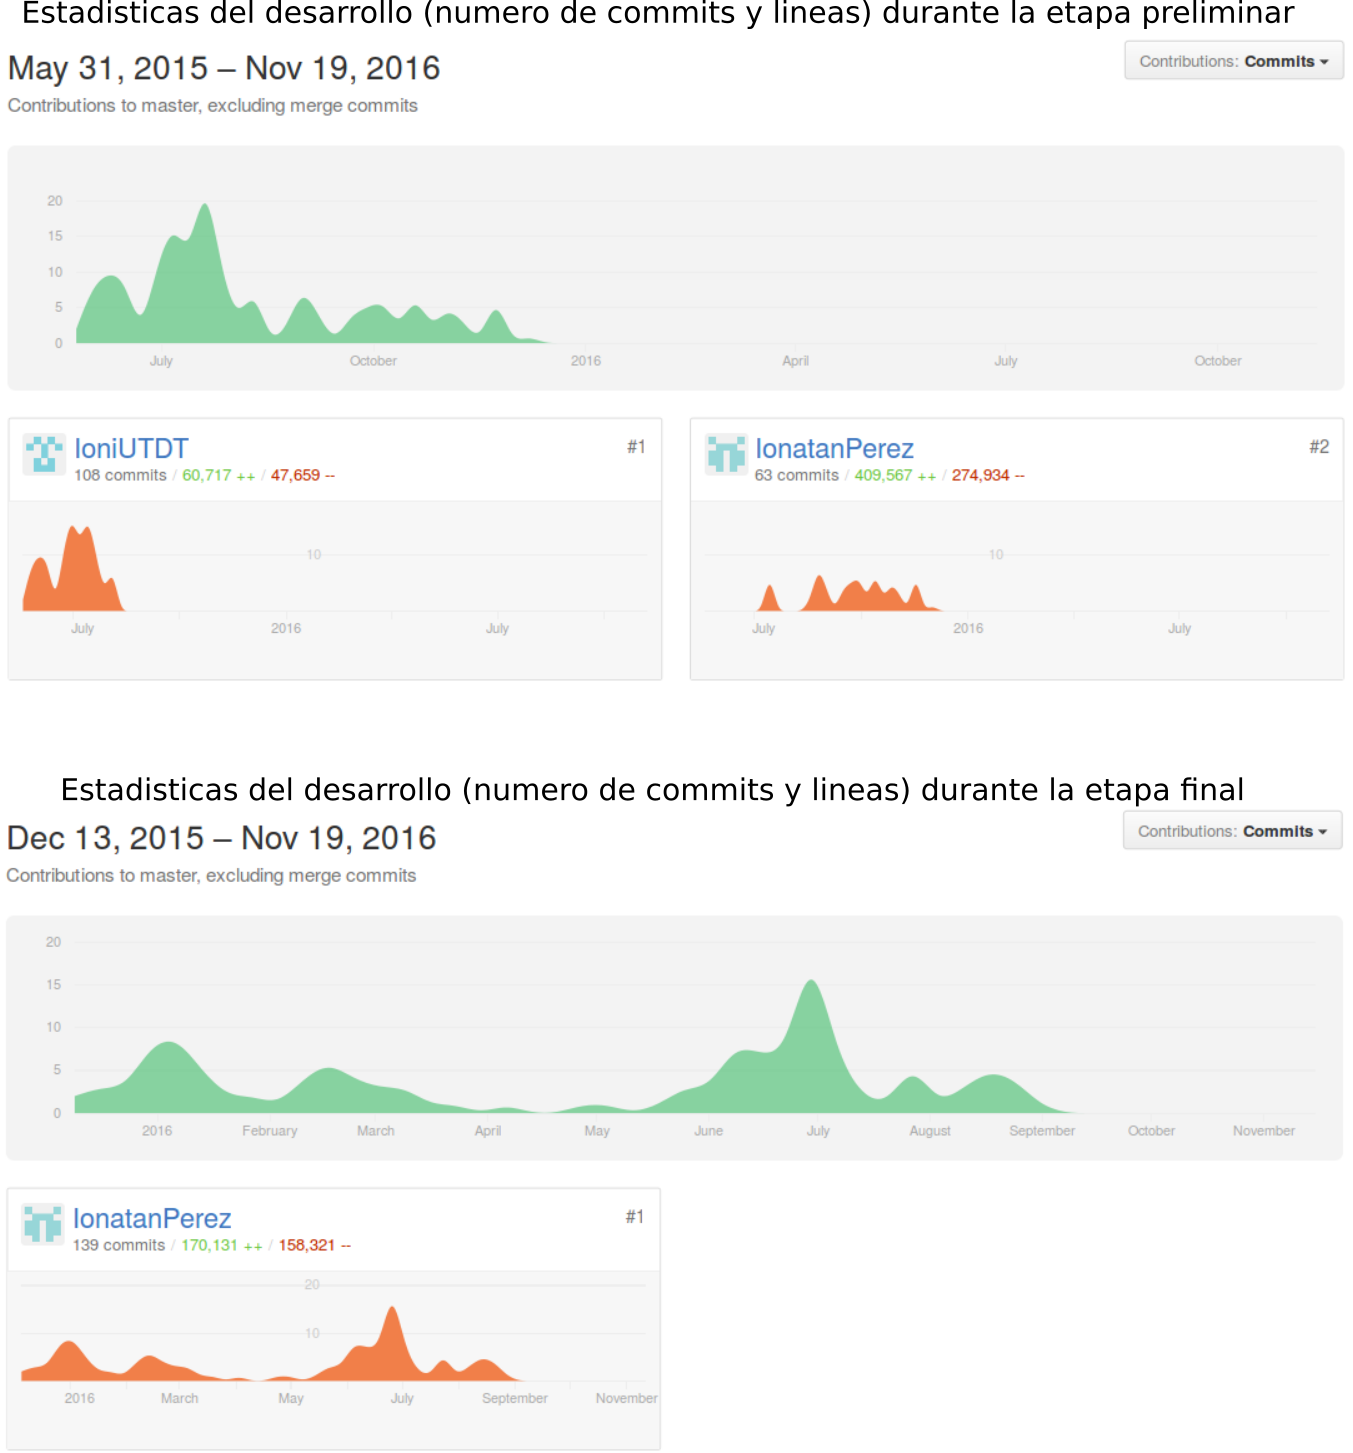 Estadisticas del desarrollo (numero de commits y lineas) durante la etapa preliminar
May 31, 2015 – Nov 19, 2016
Contributions: Commits
Contributions to master, excluding merge commits
20
15
10
5
0
July October 2016 April July October
IoniUTDT #1
108 commits / 60,717 ++ / 47,659 --
10
July 2016 July
IonatanPerez #2
63 commits / 409,567 ++ / 274,934 --
10
July 2016 July
Estadisticas del desarrollo (numero de commits y lineas) durante la etapa final
Dec 13, 2015 – Nov 19, 2016
Contributions: Commits
Contributions to master, excluding merge commits
20
15
10
5
0
2016 February March April May June July August September October November
IonatanPerez #1
139 commits / 170,131 ++ / 158,321 --
20
10
2016 March May July September November